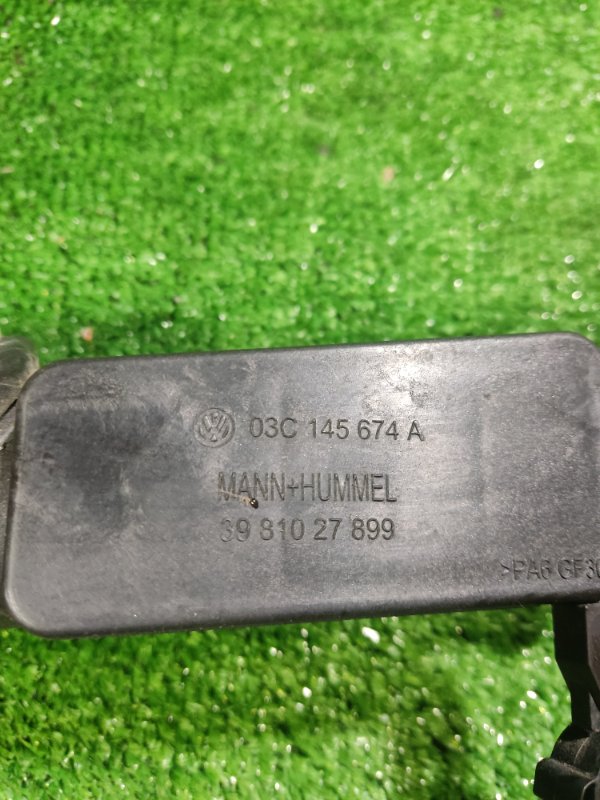 03C 145 674 A
MANN+HUMMEL
39 810 27 899
>PA6 GF30